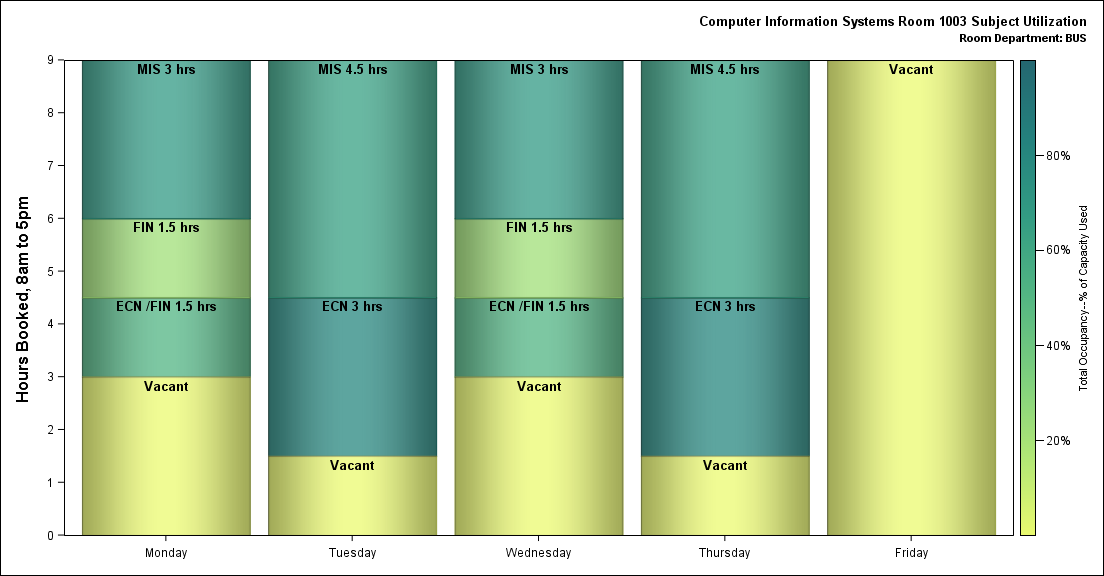 Computer Information Systems Room 1003 Subject Utilization
Room Department: BUS
Hours Booked, 8am to 5pm
9
8
7
6
5
4
3
2
1
0
MIS 3 hrs
FIN 1.5 hrs
ECN /FIN 1.5 hrs
Vacant
MIS 4.5 hrs
ECN 3 hrs
Vacant
MIS 3 hrs
FIN 1.5 hrs
ECN /FIN 1.5 hrs
Vacant
MIS 4.5 hrs
ECN 3 hrs
Vacant
Vacant
Monday
Tuesday
Wednesday
Thursday
Friday
80%
60%
40%
20%
Total Occupancy--% of Capacity Used